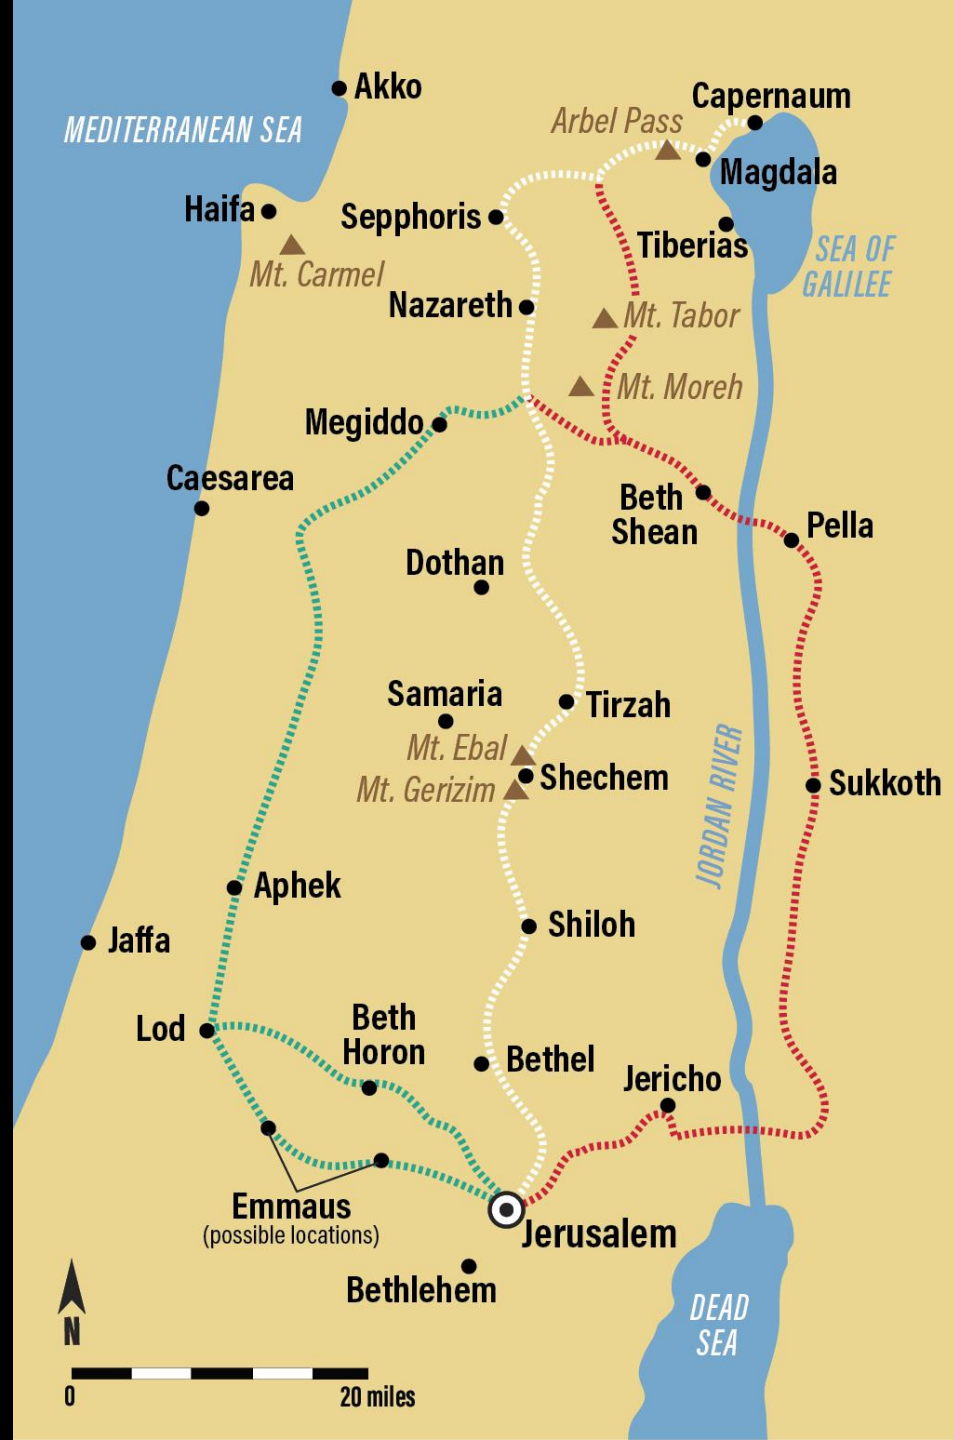 Akko
Capernaum
MEDITERRANEAN SEA
Arbel Pass
Magdala
Haifa
Sepphoris
Tiberias
SEA OF
GALILEE
Mt. Carmel
Nazareth
Mt. Tabor
Mt. Moreh
Megiddo
Caesarea
Beth
Shean
Pella
Dothan
Samaria
Tirzah
Mt. Ebal
Shechem
Mt. Gerizim
JORDAN RIVER
Sukkoth
Aphek
Shiloh
Jaffa
Lod
Beth
Horon
Bethel
Jericho
Emmaus
(possible locations)
Jerusalem
Bethlehem
DEAD
SEA
N
0
20 miles